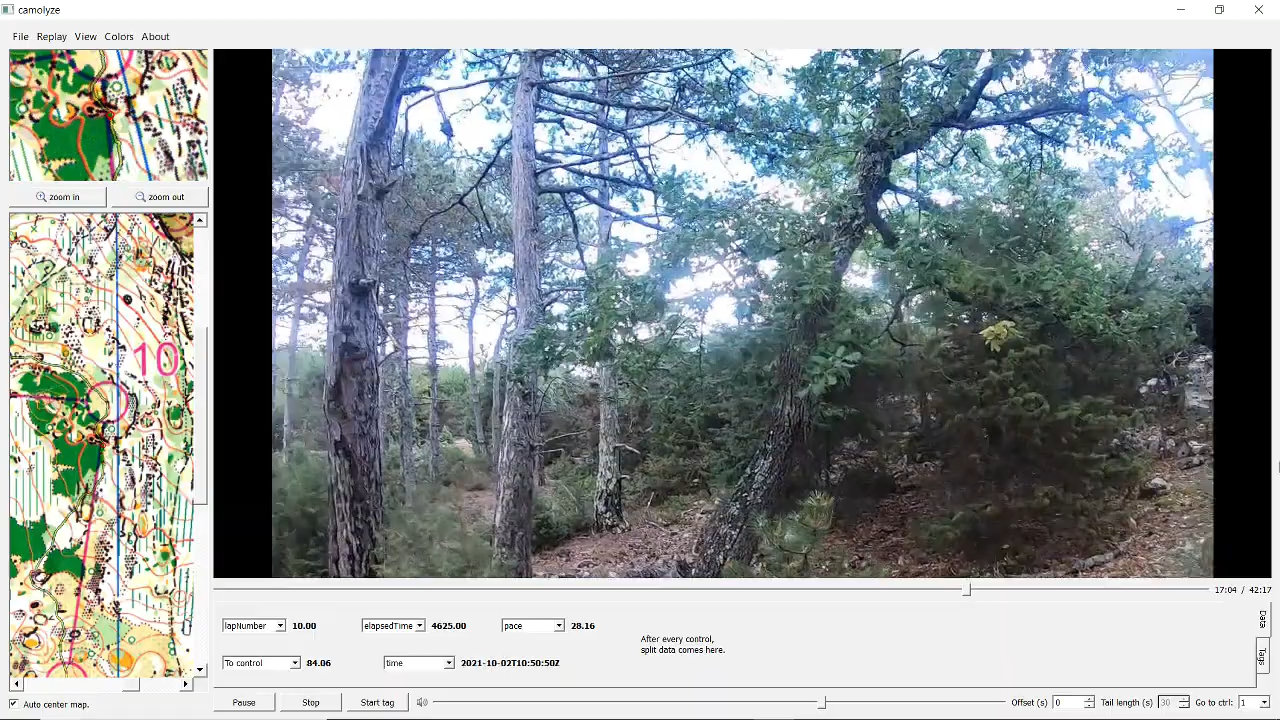 camolyze
File Replay View Colors About
zoom in zoom out
10
17:04 / 42:17
lapNumber 10.00 elapsedTime 4625.00 pace 28.16
After every control,
split data comes here.
To control 84.06 time 2021-10-02T10:50:50Z
Data
Tags
Auto center map.
Pause Stop Start tag Offset (s) 0 Tail length (s) 30 Go to ctrl: 1